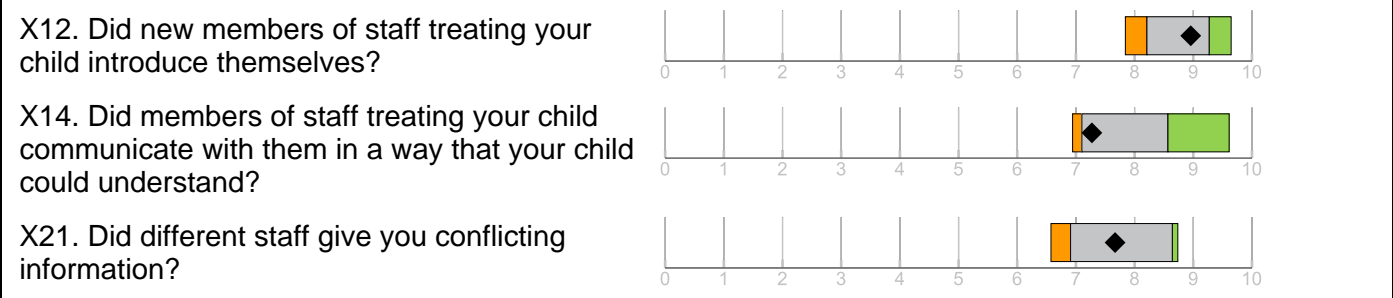 X12. Did new members of staff treating your
child introduce themselves?
0 1 2 3 4 5 6 7 8 9 10
X14. Did members of staff treating your child
communicate with them in a way that your child
could understand?
0 1 2 3 4 5 6 7 8 9 10
X21. Did different staff give you conflicting
information?
0 1 2 3 4 5 6 7 8 9 10